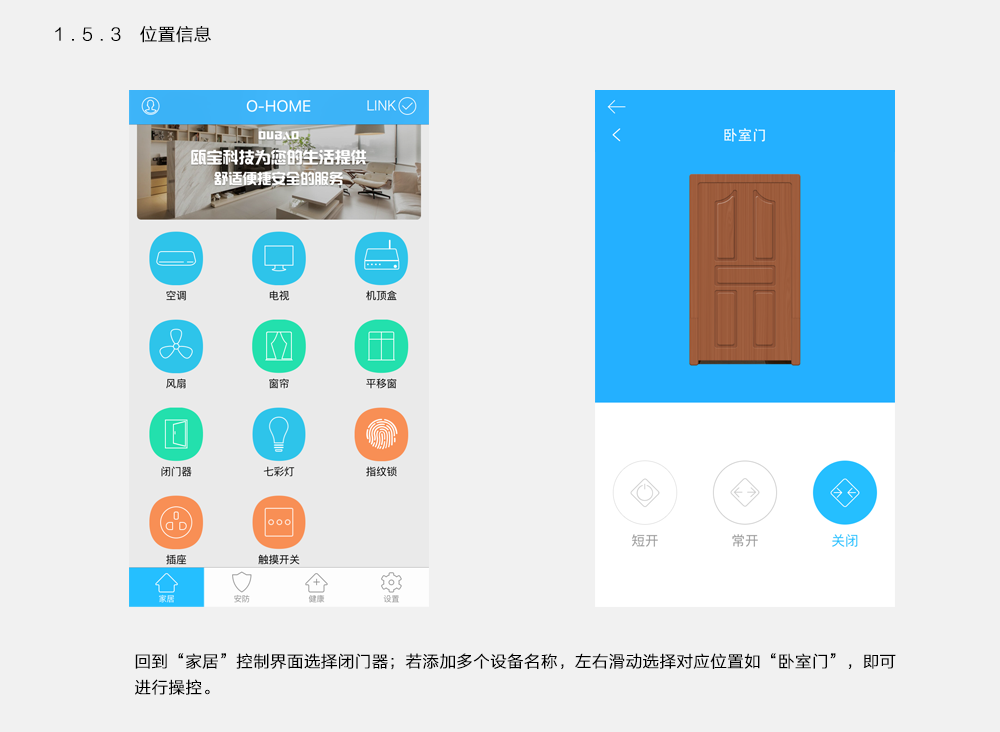 1.5.3 位置信息
O-HOME
LINK
OUBAO
瓯宝科技为您的生活提供
舒适便捷安全的服务
空调
电视
机顶盒
风扇
窗帘
平移窗
闭门器
七彩灯
指纹锁
插座
触摸开关
家居
安防
健康
设置
卧室门
短开
常开
关闭
回到“家居”控制界面选择闭门器；若添加多个设备名称，左右滑动选择对应位置如“卧室门”，即可
进行操控。